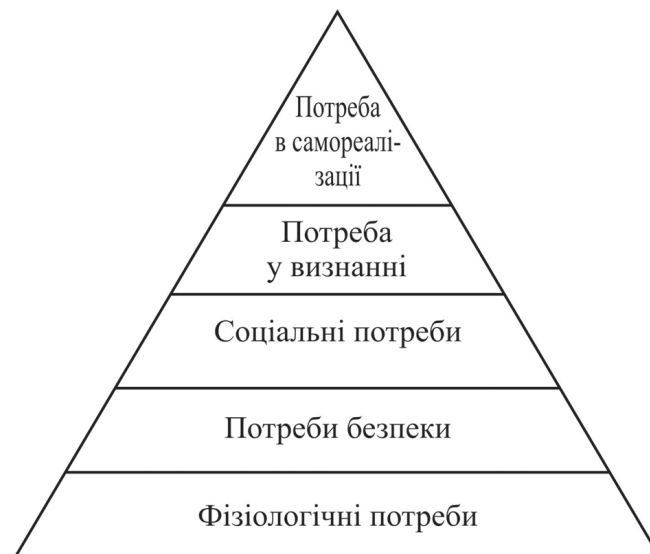 Потреба
в самореалі-
зації
Потреба
у визнанні
Соціальні потреби
Потреби безпеки
Фізіологічні потреби